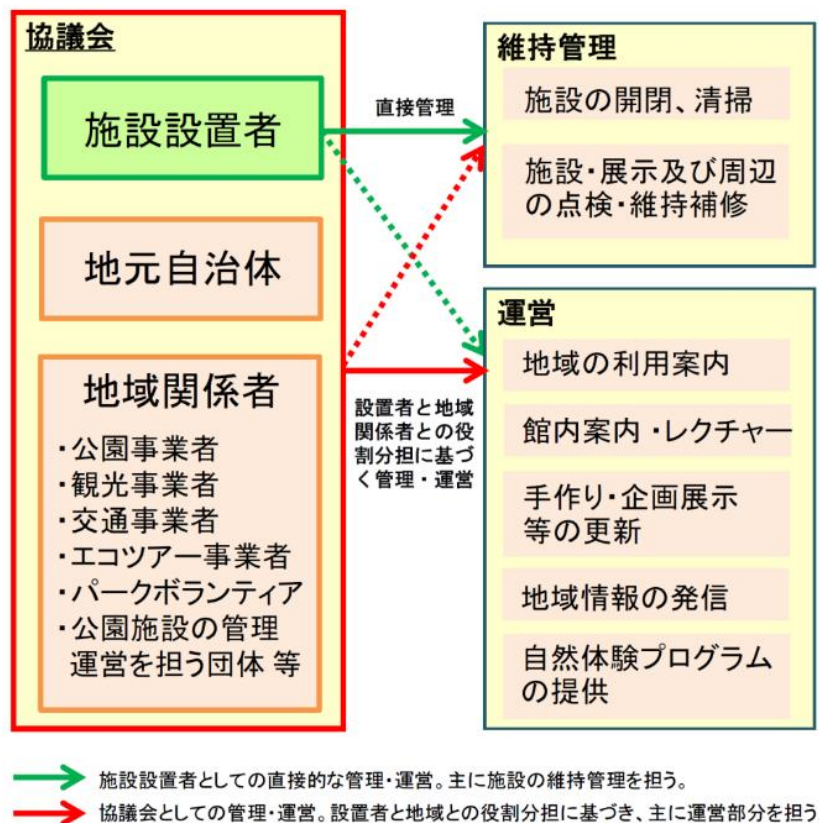 協議会
施設設置者
地元自治体
地域関係者
・公園事業者
・観光事業者
・交通事業者
・エコツアー事業者
・パークボランティア
・公園施設の管理
運営を担う団体 等
直接管理
設置者と地域
関係者との役
割分担に基づ
く管理・運営
維持管理
施設の開閉、清掃
施設・展示及び周辺
の点検・維持補修
運営
地域の利用案内
館内案内・レクチャー
手作り・企画展示
等の更新
地域情報の発信
自然体験プログラム
の提供
施設設置者としての直接的な管理・運営。主に施設の維持管理を担う。
協議会としての管理・運営。設置者と地域との役割分担に基づき、主に運営部分を担う